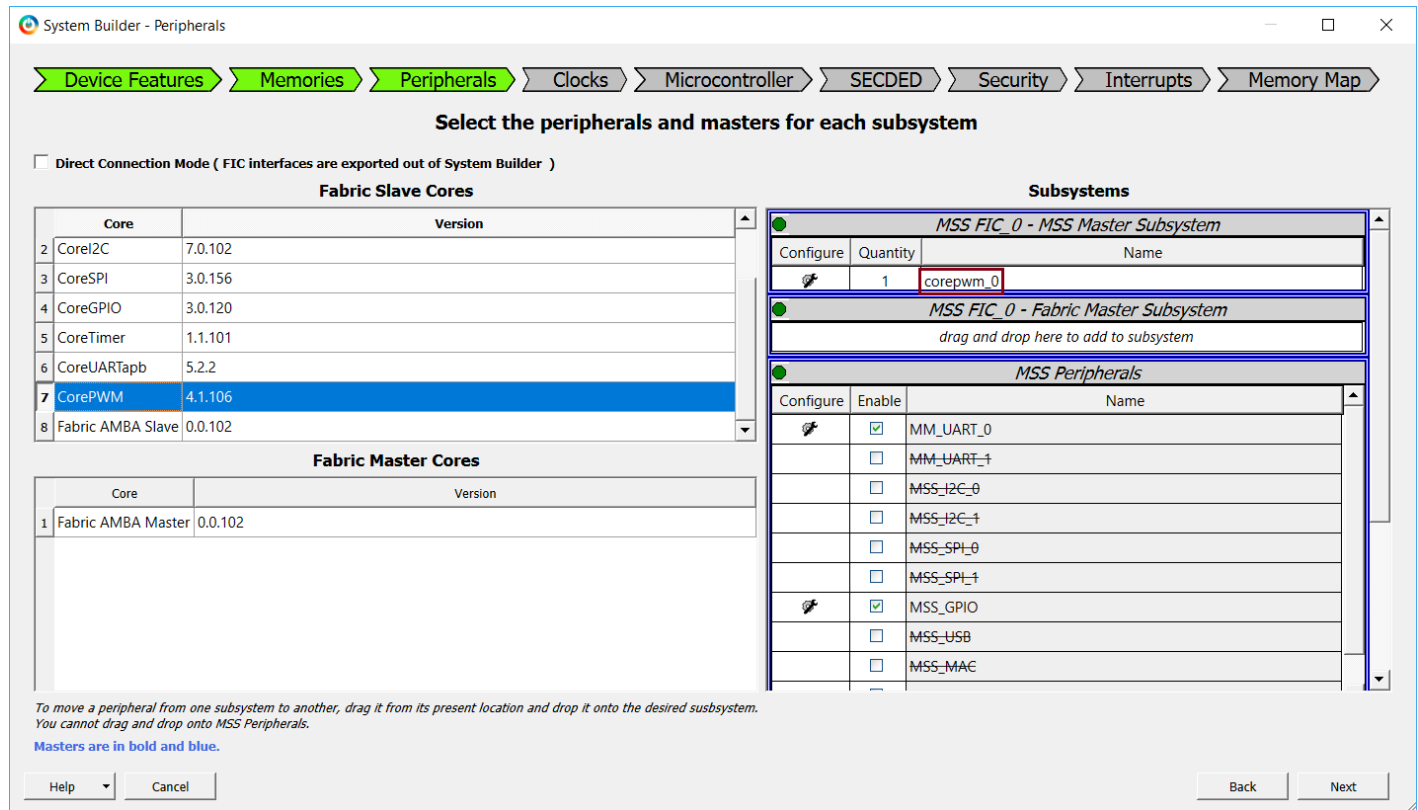 System Builder - Peripherals
Device Features Memories Peripherals Clocks Microcontroller SECDED Security Interrupts Memory Map
Select the peripherals and masters for each subsystem
Direct Connection Mode ( FIC interfaces are exported out of System Builder )
Fabric Slave Cores
Core Version
2 CoreI2C 7.0.102
3 CoreSPI 3.0.156
4 CoreGPIO 3.0.120
5 CoreTimer 1.1.101
6 CoreUARTapb 5.2.2
7 CorePWM 4.1.106
8 Fabric AMBA Slave 0.0.102
Fabric Master Cores
Core Version
1 Fabric AMBA Master 0.0.102
Subsystems
MSS FIC_0 - MSS Master Subsystem
Configure Quantity Name
1 corepwm_0
MSS FIC_0 - Fabric Master Subsystem
drag and drop here to add to subsystem
MSS Peripherals
Configure Enable Name
MM_UART_0
MM_UART_1
MSS_I2C_0
MSS_I2C_1
MSS_SPI_0
MSS_SPI_1
MSS_GPIO
MSS_USB
MSS_MAC
To move a peripheral from one subsystem to another, drag it from its present location and drop it onto the desired susbsystem.
You cannot drag and drop onto MSS Peripherals.
Masters are in bold and blue.
Help Cancel Back Next